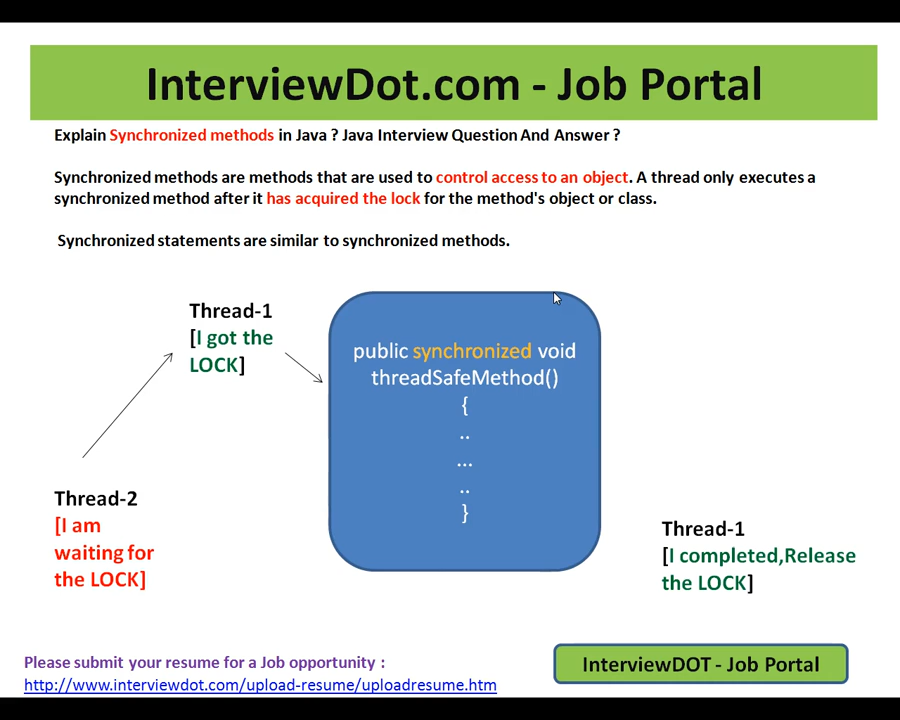 InterviewDot.com - Job Portal
Explain Synchronized methods in Java ? Java Interview Question And Answer ?
Synchronized methods are methods that are used to control access to an object. A thread only executes a
synchronized method after it has acquired the lock for the method's object or class.
Synchronized statements are similar to synchronized methods.
Thread-1
[I got the
LOCK]
public synchronized void
threadSafeMethod()
{
..
...
..
}
Thread-2
[I am
waiting for
the LOCK]
Thread-1
[I completed,Release
the LOCK]
Please submit your resume for a Job opportunity :
http://www.interviewdot.com/upload-resume/uploadresume.htm
InterviewDOT - Job Portal